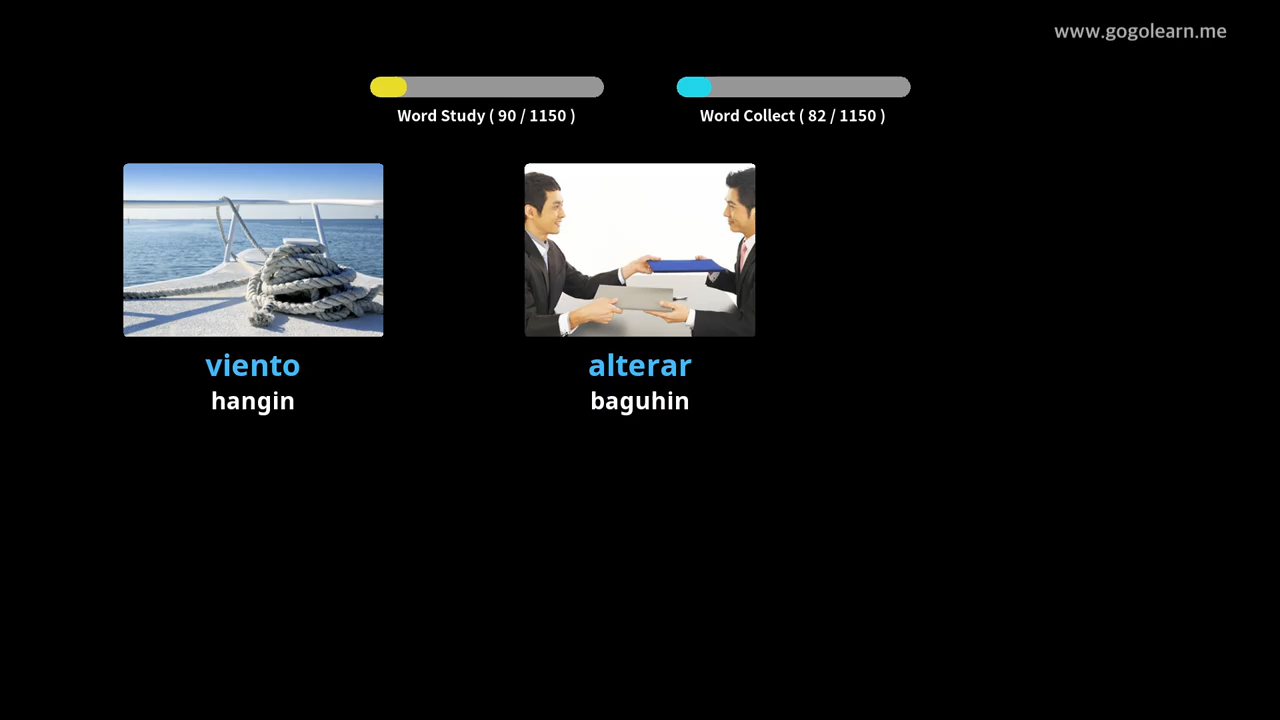 www.gogolearn.me
Word Study ( 90 / 1150 )
Word Collect ( 82 / 1150 )
viento
hangin
alterar
baguhin